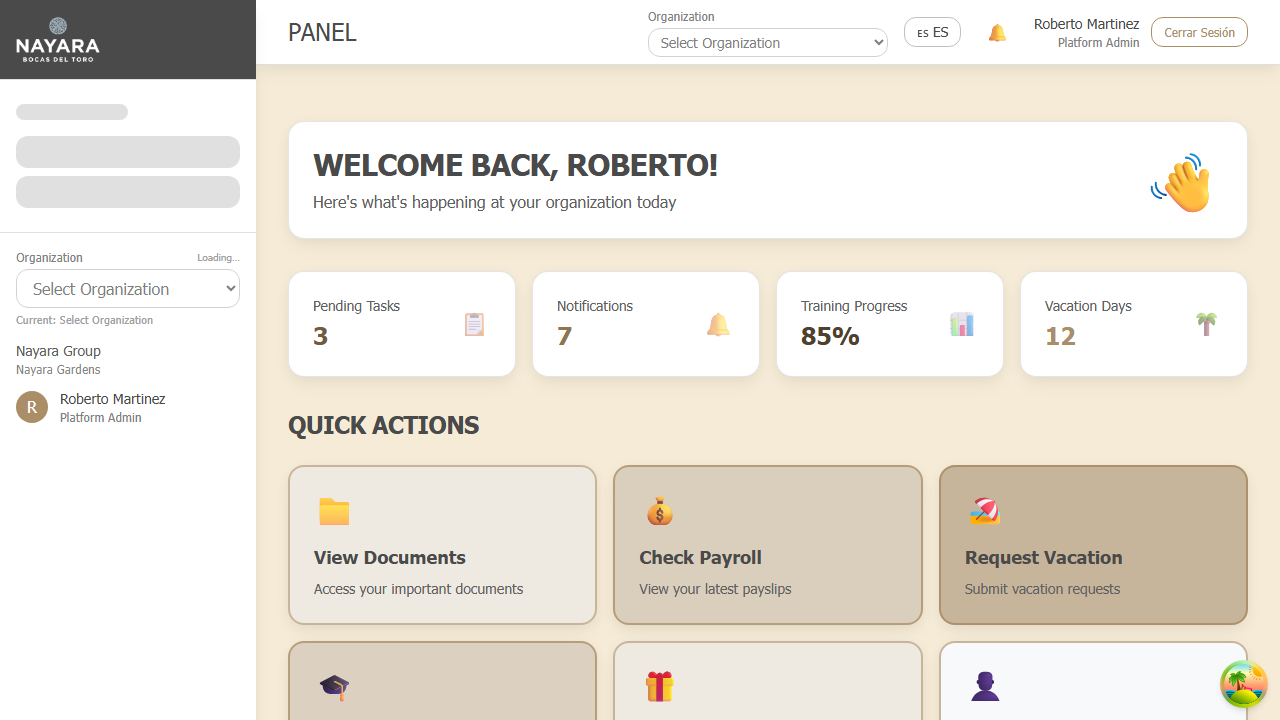 NAYARA
BOCAS DEL TORO
PANEL
Organization
Select Organization
ES ES
Roberto Martinez
Platform Admin
Cerrar Sesión
Organization
Loading...
Select Organization
Current: Select Organization
Nayara Group
Nayara Gardens
R
Roberto Martinez
Platform Admin
WELCOME BACK, ROBERTO!
Here's what's happening at your organization today
Pending Tasks
3
Notifications
7
Training Progress
85%
Vacation Days
12
QUICK ACTIONS
View Documents
Access your important documents
Check Payroll
View your latest payslips
Request Vacation
Submit vacation requests